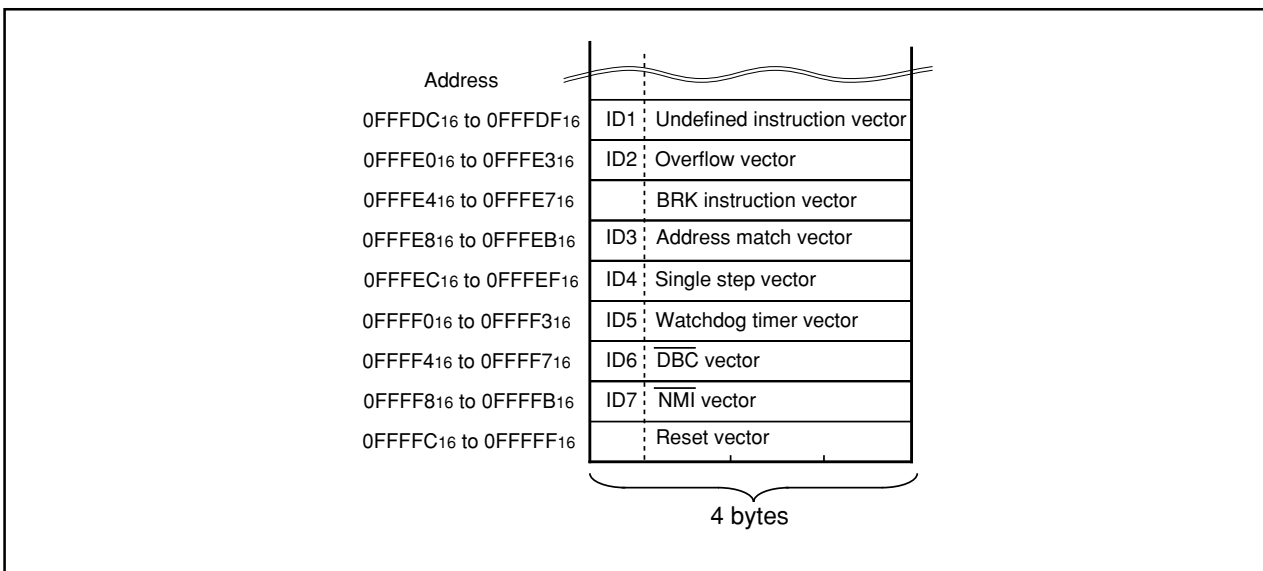 Address
0FFFDC16 to 0FFFDF16 ID1 Undefined instruction vector
0FFFE016 to 0FFFE316 ID2 Overflow vector
0FFFE416 to 0FFFE716 BRK instruction vector
0FFFE816 to 0FFFEB16 ID3 Address match vector
0FFFEC16 to 0FFFEF16 ID4 Single step vector
0FFFF016 to 0FFFF316 ID5 Watchdog timer vector
0FFFF416 to 0FFFF716 ID6 D̅B̅C̅ vector
0FFFF816 to 0FFFFB16 ID7 N̅M̅I̅ vector
0FFFFC16 to 0FFFFF16 Reset vector
4 bytes